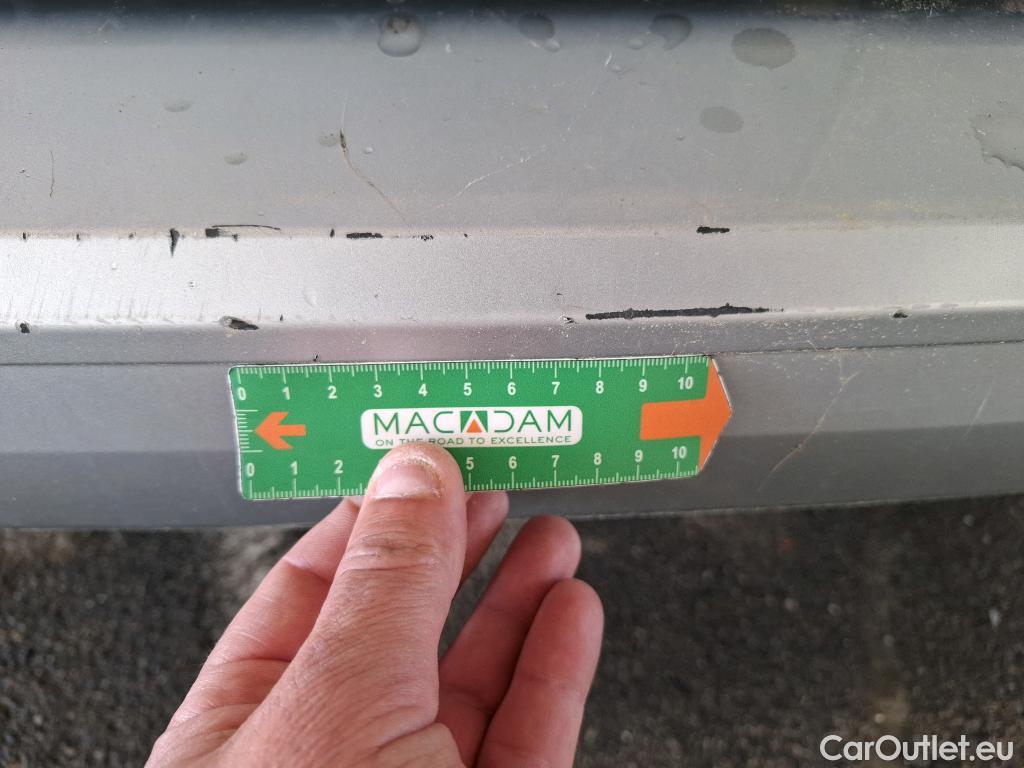 0 1 2 3 4 5 6 7 8 9 10
MACADAM
ON THE ROAD TO EXCELLENCE
0 1 2 5 6 7 8 9 10
CarOutlet.eu